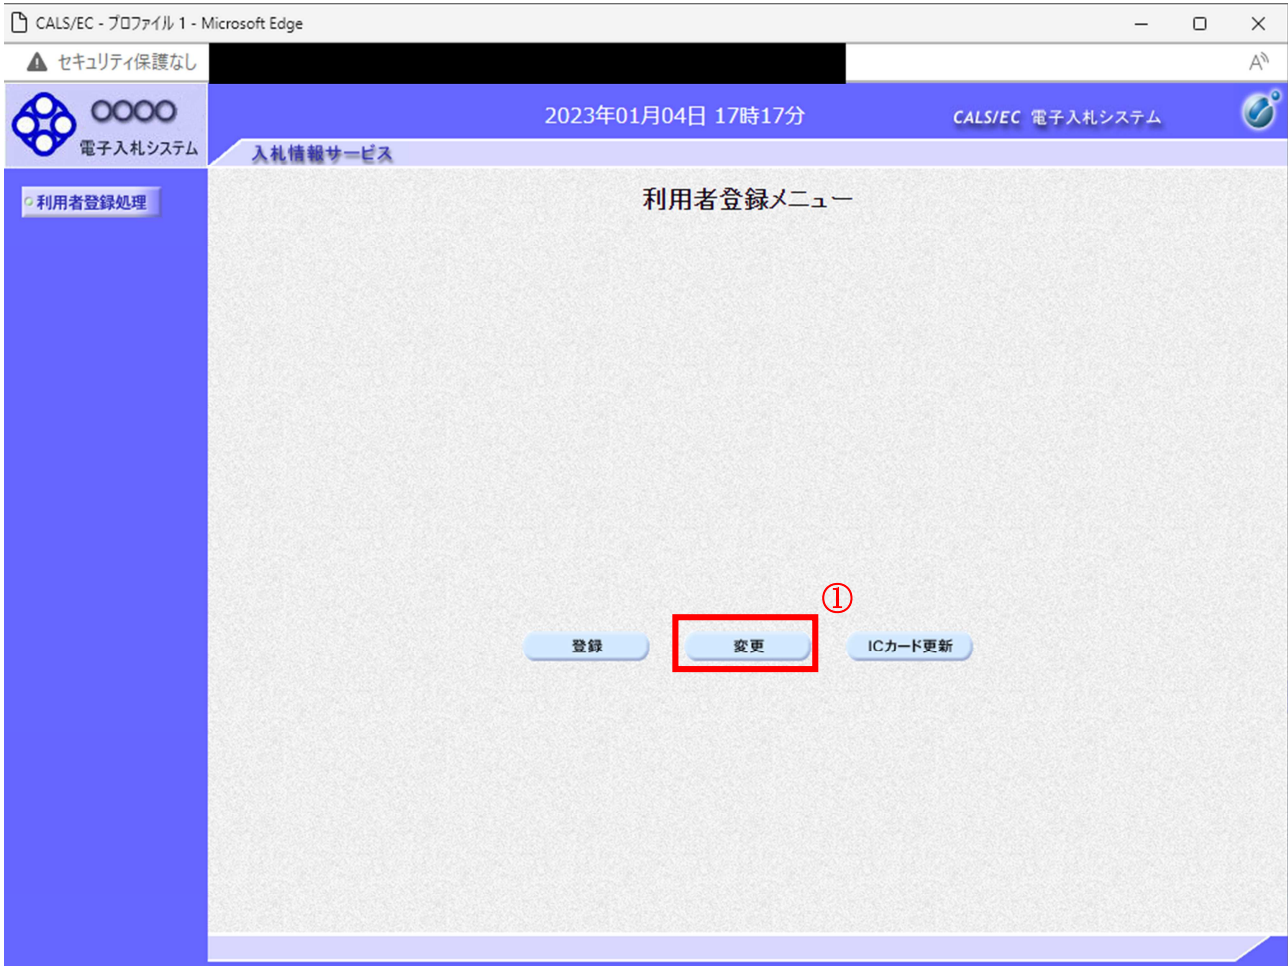 CALS/EC - プロファイル 1 - Microsoft Edge
セキュリティ保護なし
A
〇〇〇〇
電子入札システム
2023年01月04日 17時17分
CALS/EC 電子入札システム
入札情報サービス
利用者登録処理
利用者登録メニュー
①
登録
変更
ICカード更新